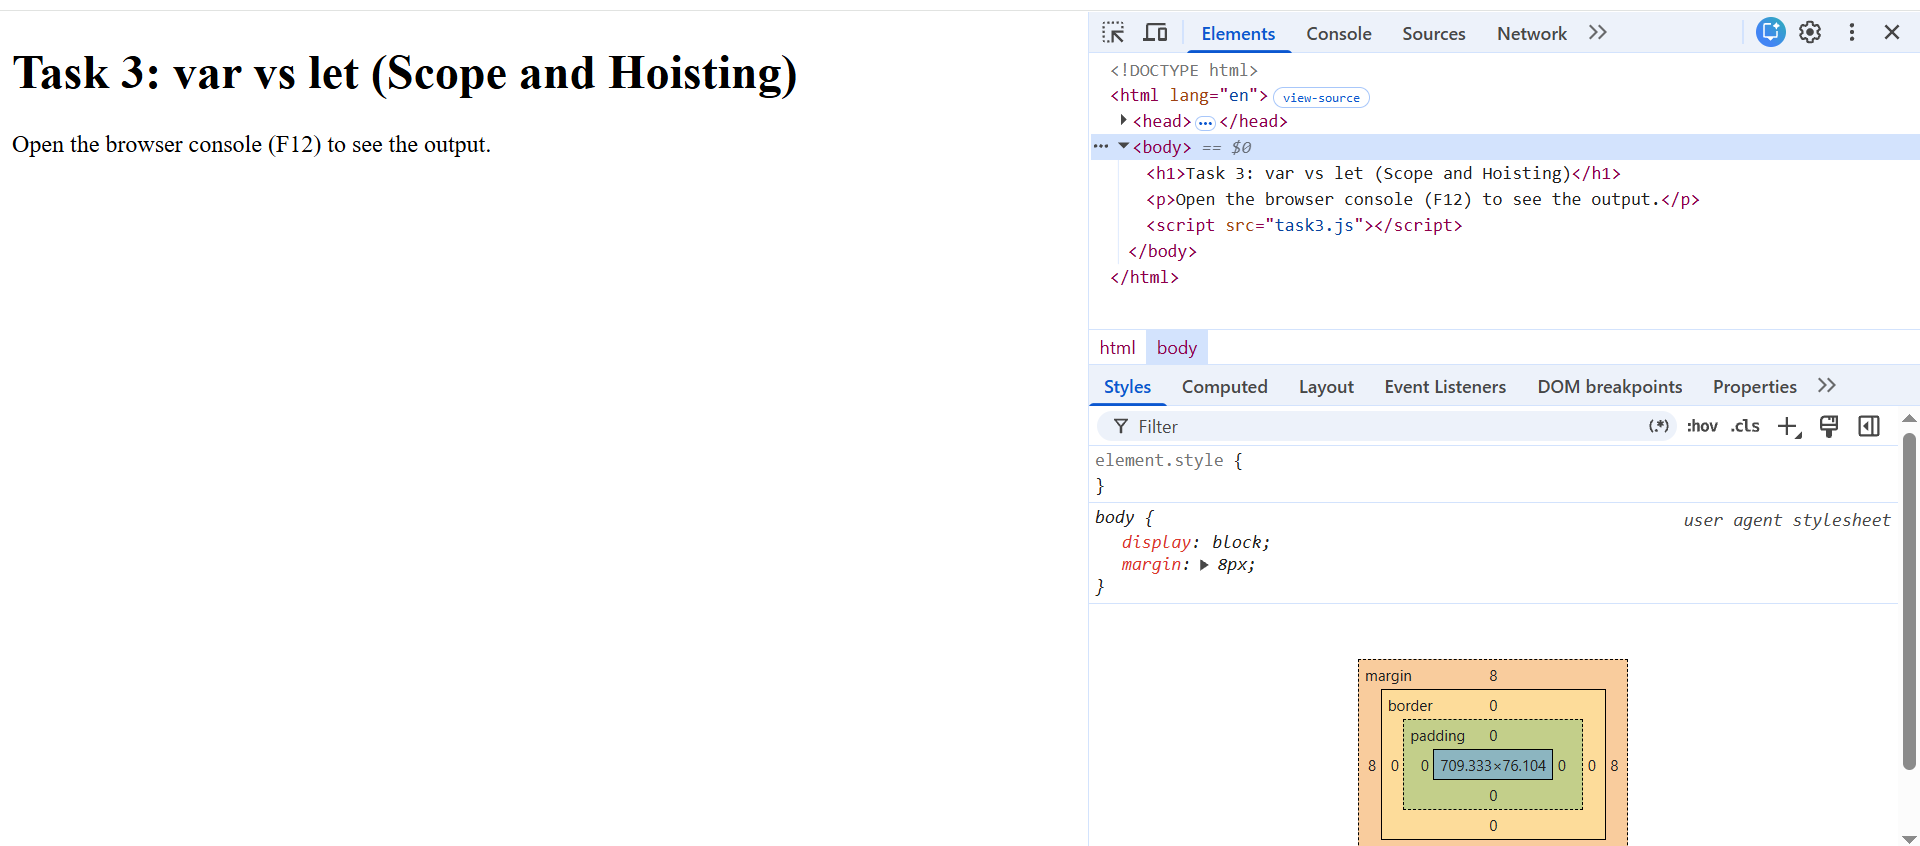 Task 3: var vs let (Scope and Hoisting)
Open the browser console (F12) to see the output.
Elements Console Sources Network
<!DOCTYPE html>
<html lang="en"> view-source
<head> ••• </head>
••• <body> == $0
<h1>Task 3: var vs let (Scope and Hoisting)</h1>
<p>Open the browser console (F12) to see the output.</p>
<script src="task3.js"></script>
</body>
</html>
html body
Styles Computed Layout Event Listeners DOM breakpoints Properties
Filter (.*) :hov .cls
element.style {
}
body { user agent stylesheet
display: block;
margin: 8px;
}
margin 8
border 0
padding 0
8 0 0 709.333×76.104 0 0 8
0
0